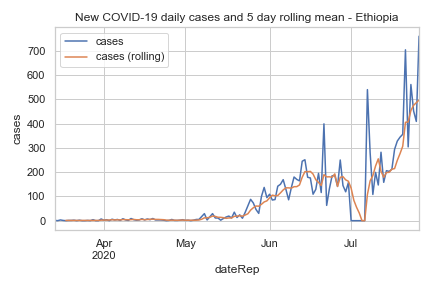 New COVID-19 daily cases and 5 day rolling mean - Ethiopia
cases
cases (rolling)
700
600
500
400
300
200
100
0
cases
Apr
2020
May
Jun
Jul
dateRep